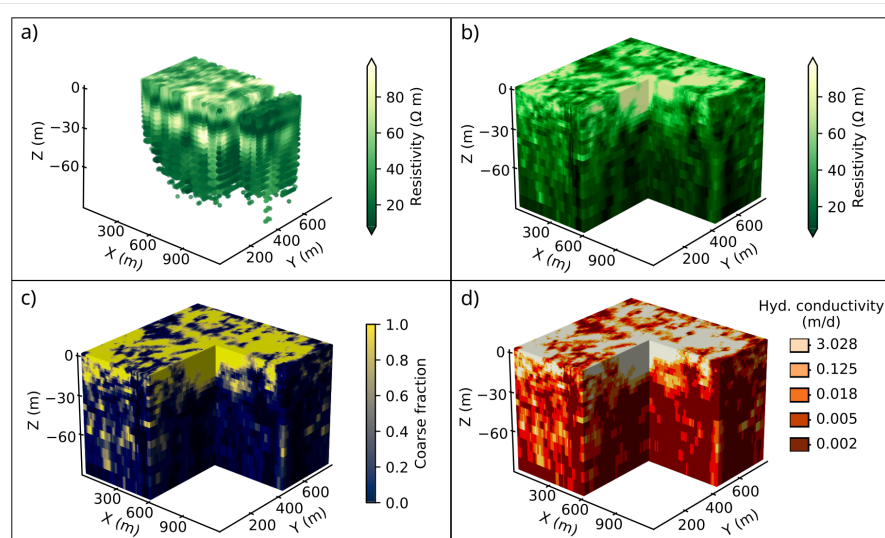 a)
0
−30
−60
Z (m)
300
600
900
X (m)
200
400
600
Y (m)
80
60
40
20
Resistivity (Ω m)
b)
0
−30
−60
Z (m)
300
600
900
X (m)
200
400
600
Y (m)
80
60
40
20
Resistivity (Ω m)
c)
0
−30
−60
Z (m)
300
600
900
X (m)
200
400
600
Y (m)
1.0
0.8
0.6
0.4
0.2
0.0
Coarse fraction
d)
0
−30
−60
Z (m)
300
600
900
X (m)
200
400
600
Y (m)
Hyd. conductivity
(m/d)
3.028
0.125
0.018
0.005
0.002